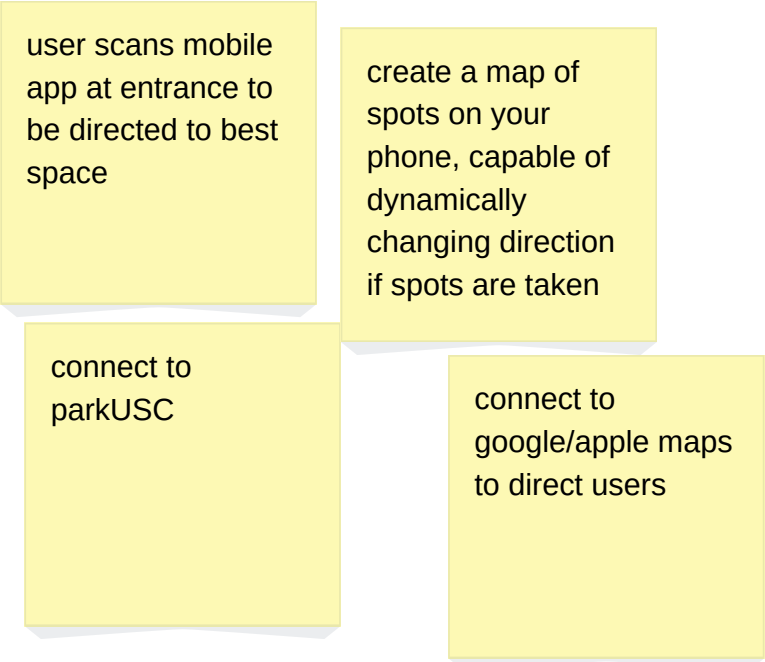 user scans mobile
app at entrance to
be directed to best
space
create a map of
spots on your
phone, capable of
dynamically
changing direction
if spots are taken
connect to
parkUSC
connect to
google/apple maps
to direct users